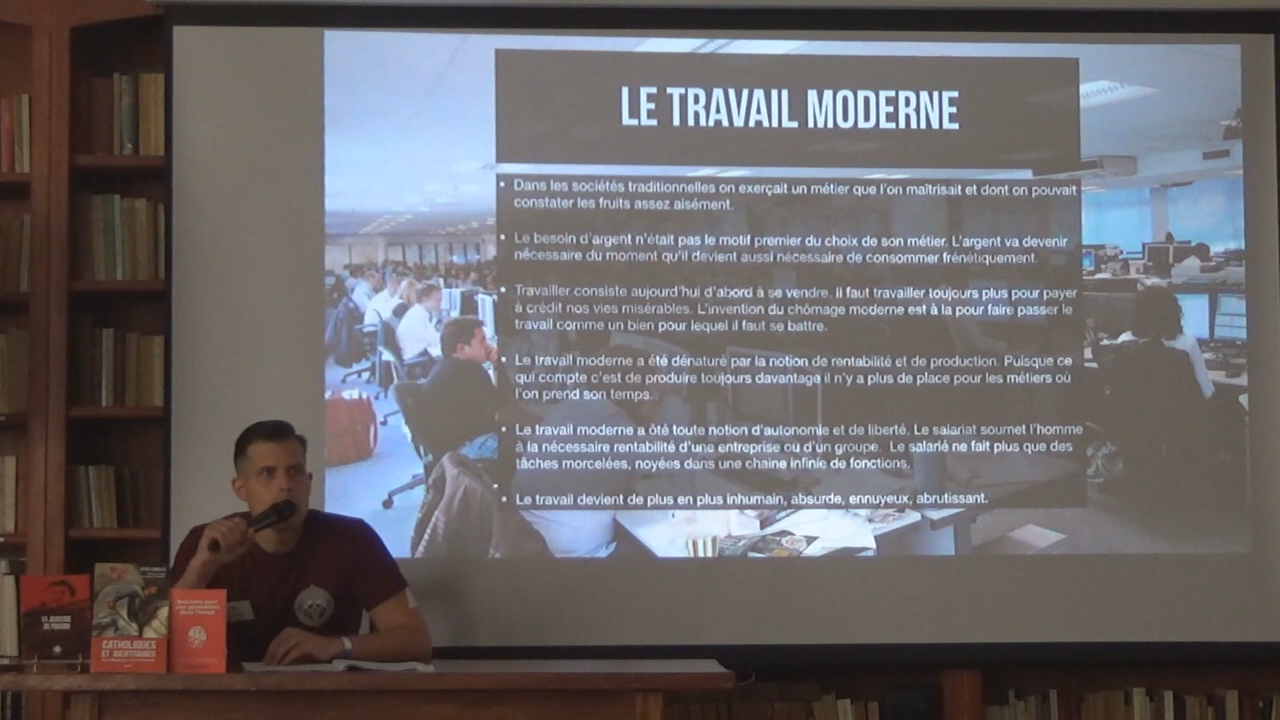 LE TRAVAIL MODERNE
• Dans les sociétés traditionnelles on exerçait un métier que l'on maîtrisait et dont on pouvait
constater les fruits assez aisément.
• Le besoin d'argent n'était pas le motif premier du choix de son métier. L'argent va devenir
nécessaire du moment qu'il devient aussi nécessaire de consommer frénétiquement.
• Travailler consiste aujourd'hui d'abord à se vendre. Il faut travailler toujours plus pour payer
à crédit nos vies misérables. L'invention du chômage moderne est à la pour faire passer le
travail comme un bien pour lequel il faut se battre.
• Le travail moderne a été dénaturé par la notion de rentabilité et de production. Puisque ce
qui compte c'est de produire toujours davantage il n'y a plus de place pour les métiers où
l'on prend son temps.
• Le travail moderne a ôté toute notion d'autonomie et de liberté. Le salariat soumet l'homme
à la nécessaire rentabilité d'une entreprise ou d'un groupe. Le salarié ne fait plus que des
tâches morcelées, noyées dans une chaine infinie de fonctions.
• Le travail devient de plus en plus inhumain, absurde, ennuyeux, abrutissant.
CATHOLIQUES
ET IDENTITAIRES